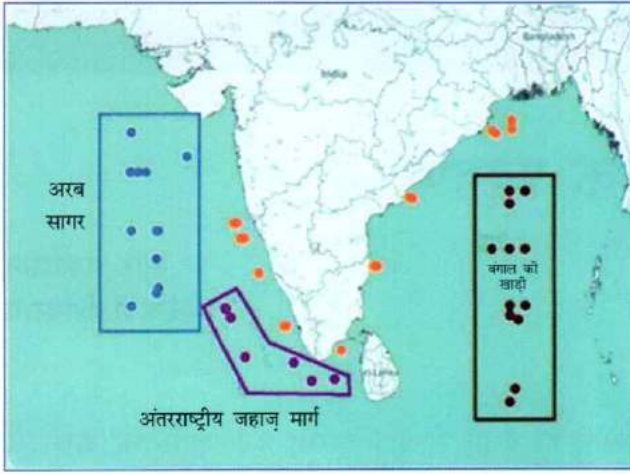 Bangladesh
India
अरब
सागर
बंगाल की
खाड़ी
Sri Lanka
अंतरराष्ट्रीय जहाज़ मार्ग